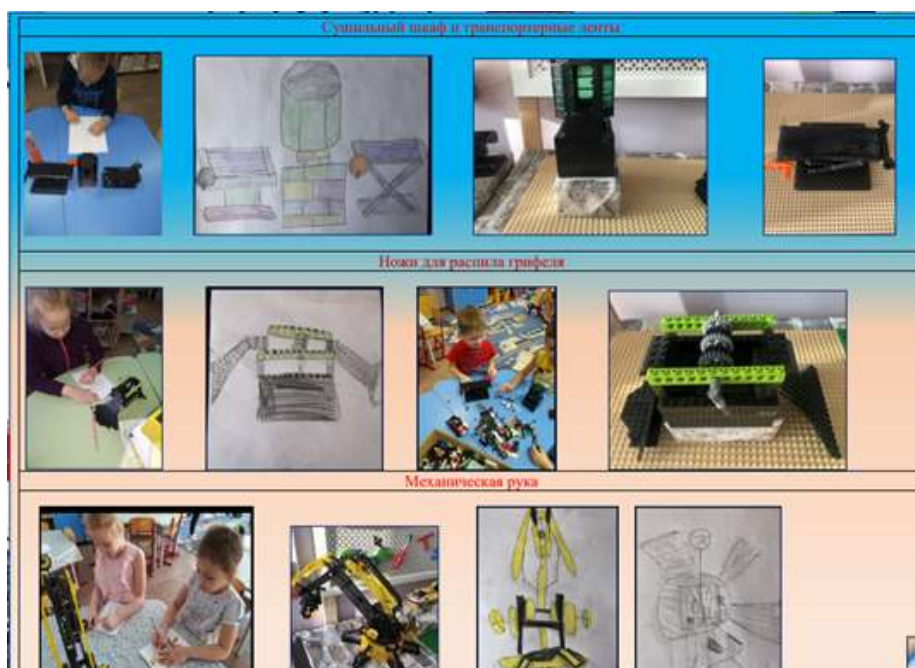 Сушильный шкаф и транспортерные ленты
Ножи для распила грифеля
Механическая рука